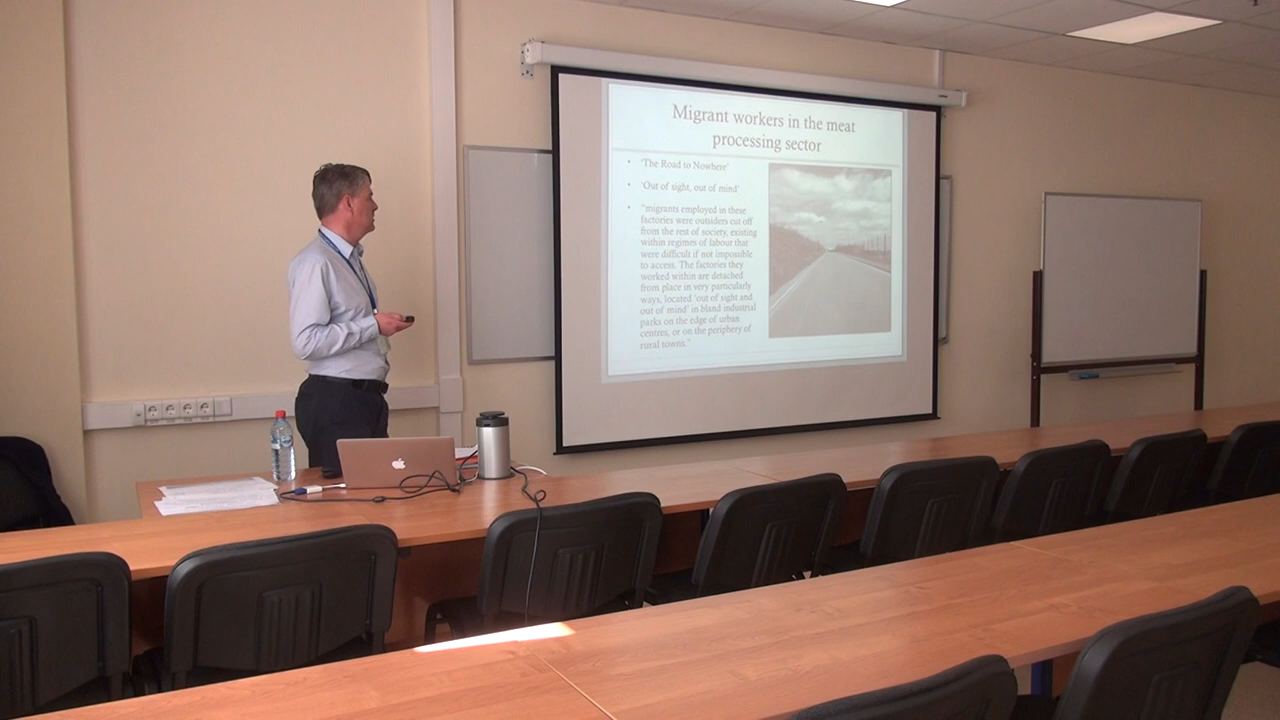 Migrant workers in the meat
processing sector
• 'The Road to Nowhere'
• 'Out of sight, out of mind'
• "migrants employed in these
factories were outsiders cut off
from the rest of society, existing
within regimes of labour that
were difficult if not impossible
to access. The factories they
worked within are detached
from place in very particularly
ways, located 'out of sight and
out of mind' in bland industrial
parks on the edge of urban
centres, or on the periphery of
rural towns."